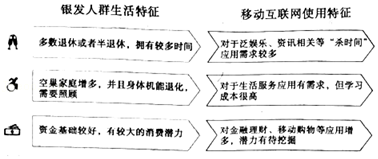 银发人群生活特征
移动互联网使用特征
多数退休或者半退休，拥有较多时间
对于泛娱乐、资讯相关等“杀时间”
应用需求较多
空巢家庭增多，并且身体机能退化，
需要照顾
对于生活服务应用有需求，但学习
成本很高
资金基础较好，有较大的消费潜力
对金融理财、移动购物等应用增
多，潜力有待挖掘